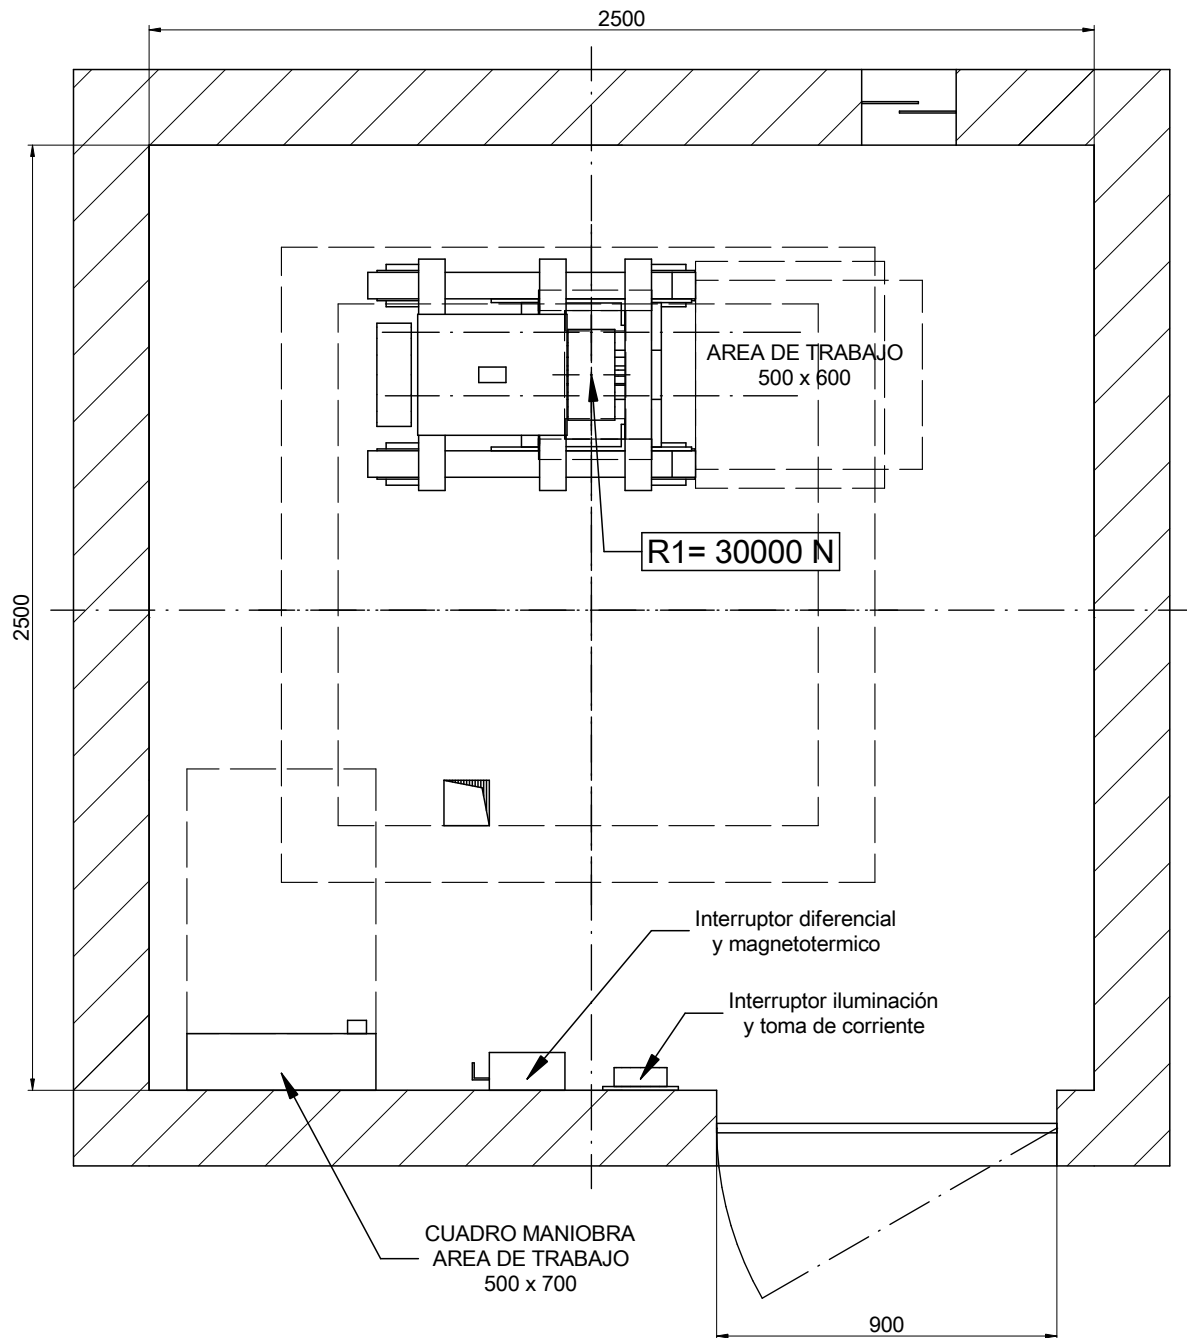 2500
AREA DE TRABAJO
500 x 600
R1= 30000 N
2500
Interruptor diferencial
y magnetotermico
Interruptor iluminación
y toma de corriente
CUADRO MANIOBRA
AREA DE TRABAJO
500 x 700
900